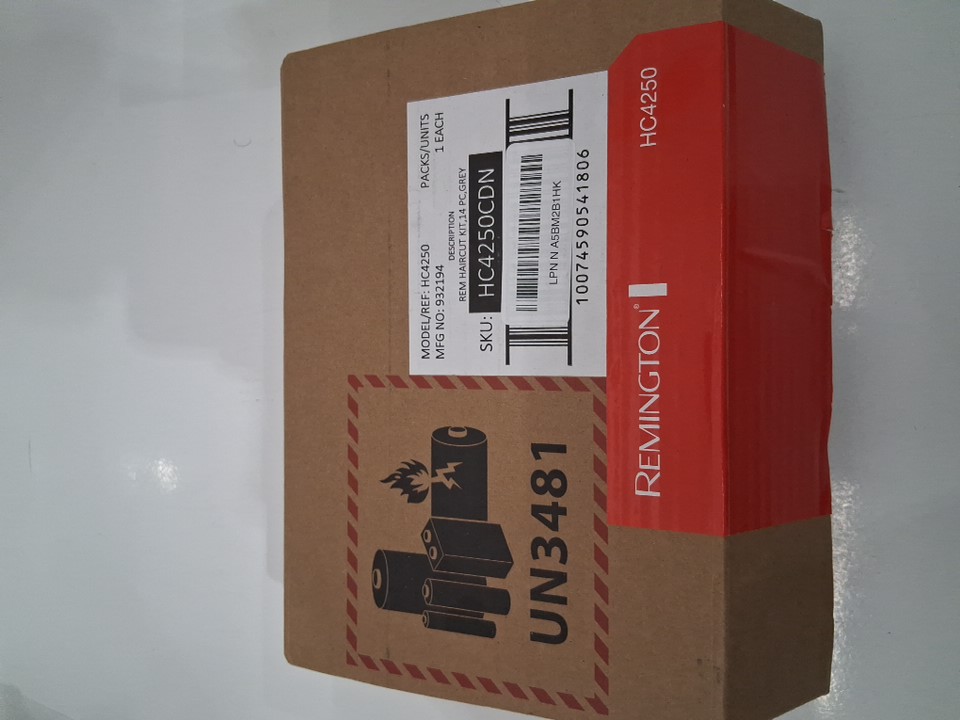 MODEL/REF: HC4250 PACKS/UNITS
MFG NO: 932194 1 EACH
DESCRIPTION
REM HAIRCUT KIT,14 PC,GREY
SKU: HC4250CDN
LPN N A5BM2B1HK
10074590541806
UN3481
REMINGTON® HC4250